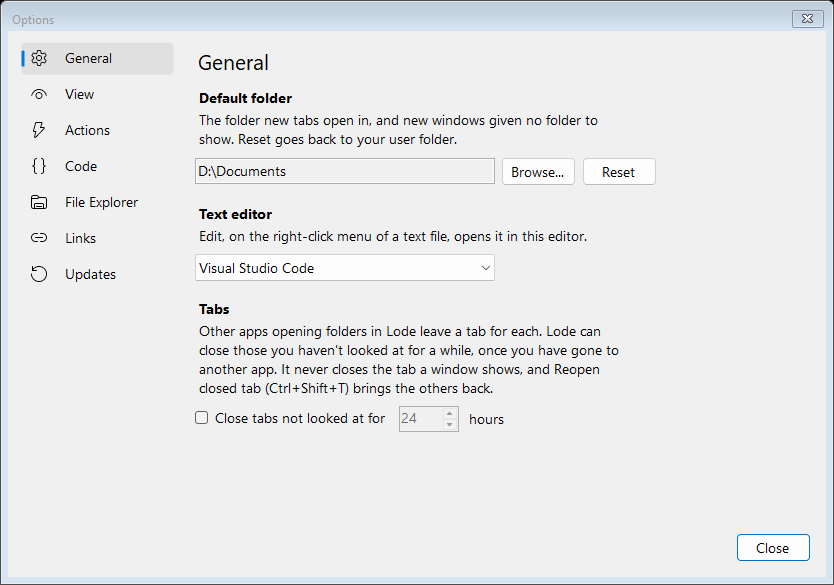 Options
General
View
Actions
Code
File Explorer
Links
Updates
General
Default folder
The folder new tabs open in, and new windows given no folder to
show. Reset goes back to your user folder.
D:\Documents
Browse...
Reset
Text editor
Edit, on the right-click menu of a text file, opens it in this editor.
Visual Studio Code
Tabs
Other apps opening folders in Lode leave a tab for each. Lode can
close those you haven't looked at for a while, once you have gone to
another app. It never closes the tab a window shows, and Reopen
closed tab (Ctrl+Shift+T) brings the others back.
Close tabs not looked at for 24 hours
Close